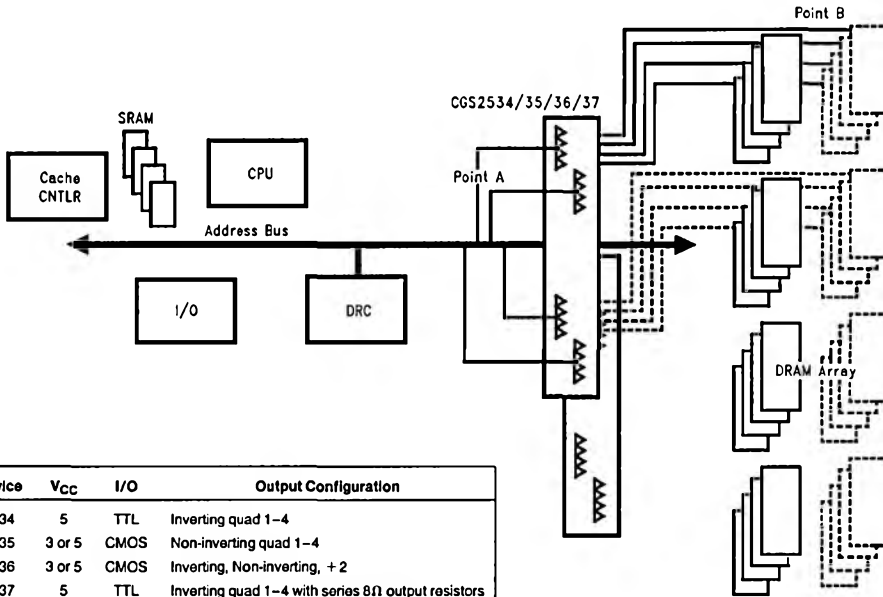 Point B
CGS2534/35/36/37
SRAM
Cache
CNTLR
CPU
Point A
Address Bus
I/O
DRC
DRAM Array
vice VCC I/O Output Configuration
34 5 TTL Inverting quad 1–4
35 3 or 5 CMOS Non-inverting quad 1–4
36 3 or 5 CMOS Inverting, Non-inverting, +2
37 5 TTL Inverting quad 1–4 with series 8Ω output resistors